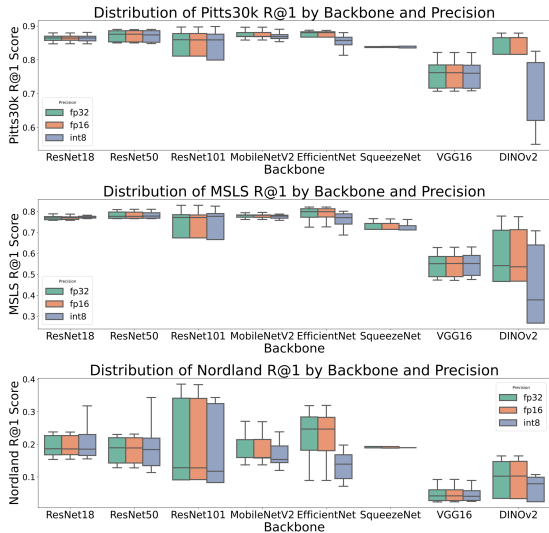 Distribution of Pitts30k R@1 by Backbone and Precision
Pitts30k R@1 Score
0.9
0.8
0.7
0.6
Precision
fp32
fp16
int8
ResNet18 ResNet50 ResNet101 MobileNetV2 EfficientNet SqueezeNet VGG16 DINOv2
Backbone
Distribution of MSLS R@1 by Backbone and Precision
MSLS R@1 Score
0.8
0.7
0.6
0.5
0.4
0.3
Precision
fp32
fp16
int8
ResNet18 ResNet50 ResNet101 MobileNetV2 EfficientNet SqueezeNet VGG16 DINOv2
Backbone
Distribution of Nordland R@1 by Backbone and Precision
Nordland R@1 Score
0.4
0.3
0.2
0.1
Precision
fp32
fp16
int8
ResNet18 ResNet50 ResNet101 MobileNetV2 EfficientNet SqueezeNet VGG16 DINOv2
Backbone